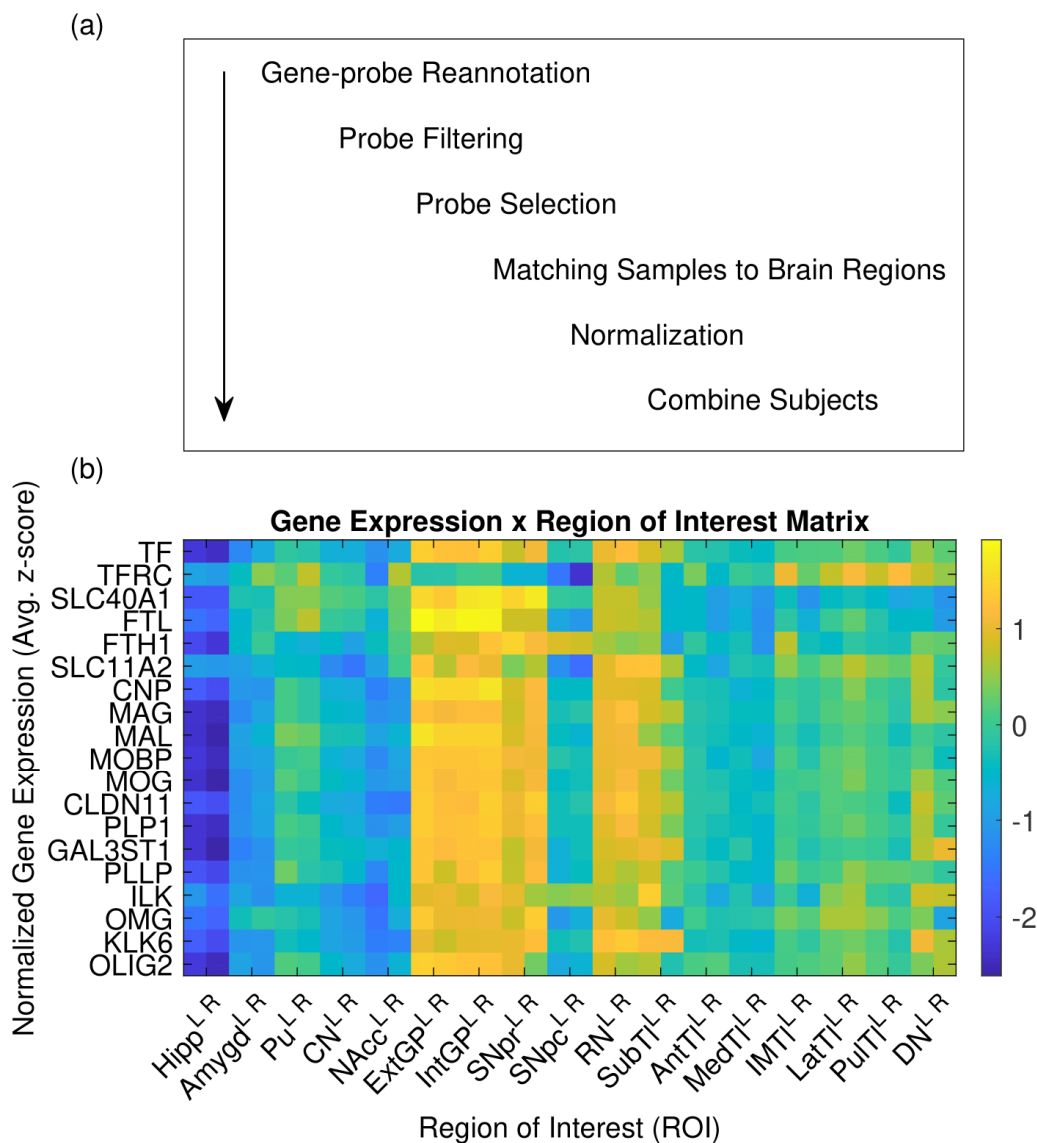 (a)
Gene-probe Reannotation
Probe Filtering
Probe Selection
Matching Samples to Brain Regions
Normalization
Combine Subjects
(b)
Gene Expression x Region of Interest Matrix
Normalized Gene Expression (Avg. z-score)
TF
TFRC
SLC40A1
FTL
FTH1
SLC11A2
CNP
MAG
MAL
MOBP
MOG
CLDN11
PLP1
GAL3ST1
PLLP
ILK
OMG
KLK6
OLIG2
1
0
-1
-2
Hipp L-R
Amygd L-R
Pu L-R
CN L-R
NAcc L-R
ExtGP L-R
IntGP L-R
SNpr L-R
SNpc L-R
RN L-R
SubTl L-R
AntTl L-R
MedTl L-R
IMTl L-R
LatTl L-R
PulTl L-R
DN L-R
Region of Interest (ROI)